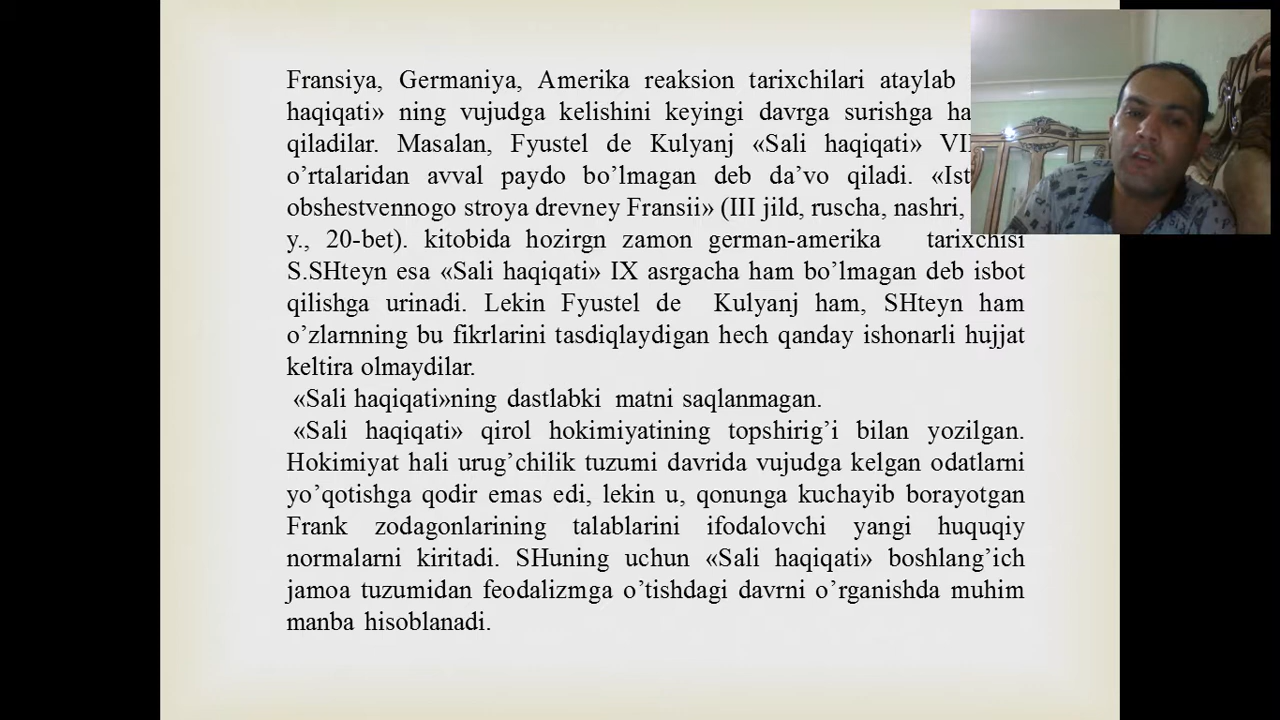 Fransiya, Germaniya, Amerika reaksion tarixchilari ataylab
haqiqati» ning vujudga kelishini keyingi davrga surishga
qiladilar. Masalan, Fyustel de Kulyanj «Sali haqiqati»
o’rtalaridan avval paydo bo’lmagan deb da’vo qiladi.
obshestvennogo stroya drevney Fransii» (III jild, ruscha, nashri,
y., 20-bet). kitobida hozirgn zamon german-amerika tarixchisi
S.SHteyn esa «Sali haqiqati» IX asrgacha ham bo’lmagan deb isbot
qilishga urinadi. Lekin Fyustel de Kulyanj ham, SHteyn ham
o’zlarnning bu fikrlarini tasdiqlaydigan hech qanday ishonarli hujjat
keltira olmaydilar.
«Sali haqiqati»ning dastlabki matni saqlanmagan.
«Sali haqiqati» qirol hokimiyatining topshirig’i bilan yozilgan.
Hokimiyat hali urug’chilik tuzumi davrida vujudga kelgan odatlarni
yo’qotishga qodir emas edi, lekin u, qonunga kuchayib borayotgan
Frank zodagonlarining talablarini ifodalovchi yangi huquqiy
normalarni kiritadi. SHuning uchun «Sali haqiqati» boshlang’ich
jamoa tuzumidan feodalizmga o’tishdagi davrni o’rganishda muhim
manba hisoblanadi.